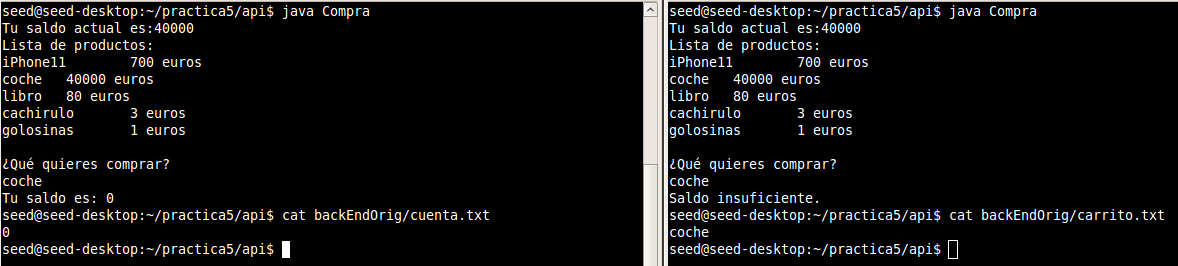 seed@seed-desktop:~/practica5/api$ java Compra
Tu saldo actual es:40000
Lista de productos:
iPhone11        700 euros
coche   40000 euros
libro   80 euros
cachirulo       3 euros
golosinas       1 euros
¿Qué quieres comprar?
coche
Tu saldo es: 0
seed@seed-desktop:~/practica5/api$ cat backEndOrig/cuenta.txt
0
seed@seed-desktop:~/practica5/api$
seed@seed-desktop:~/practica5/api$ java Compra
Tu saldo actual es:40000
Lista de productos:
iPhone11        700 euros
coche   40000 euros
libro   80 euros
cachirulo       3 euros
golosinas       1 euros
¿Qué quieres comprar?
coche
Saldo insuficiente.
seed@seed-desktop:~/practica5/api$ cat backEndOrig/carrito.txt
coche
seed@seed-desktop:~/practica5/api$